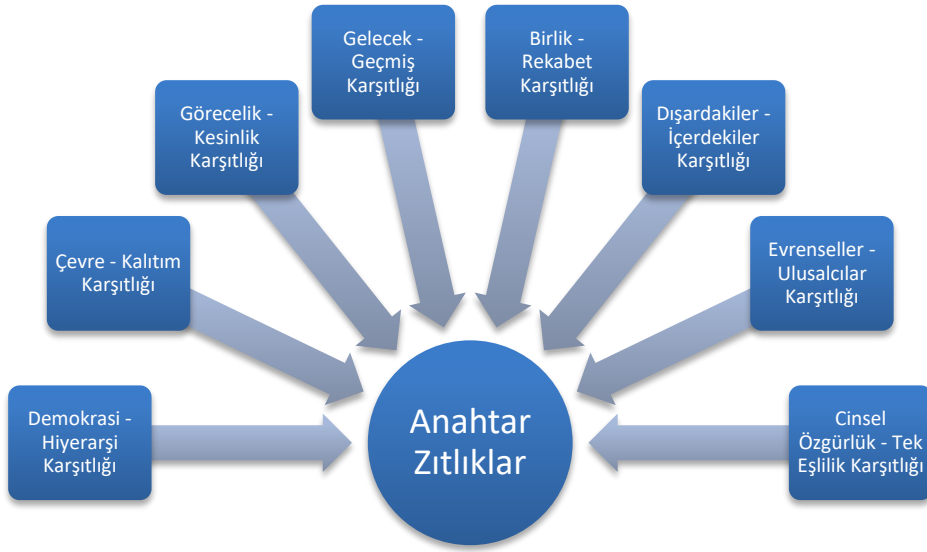 Gelecek -
Geçmiş
Karşıtlığı
Birlik -
Rekabet
Karşıtlığı
Görecelik -
Kesinlik
Karşıtlığı
Dışardakiler -
İçerdekiler
Karşıtlığı
Çevre - Kalıtım
Karşıtlığı
Evrenseller -
Ulusalcılar
Karşıtlığı
Demokrasi -
Hiyerarşi
Karşıtlığı
Anahtar
Zıtlıklar
Cinsel
Özgürlük - Tek
Eşlilik Karşıtlığı